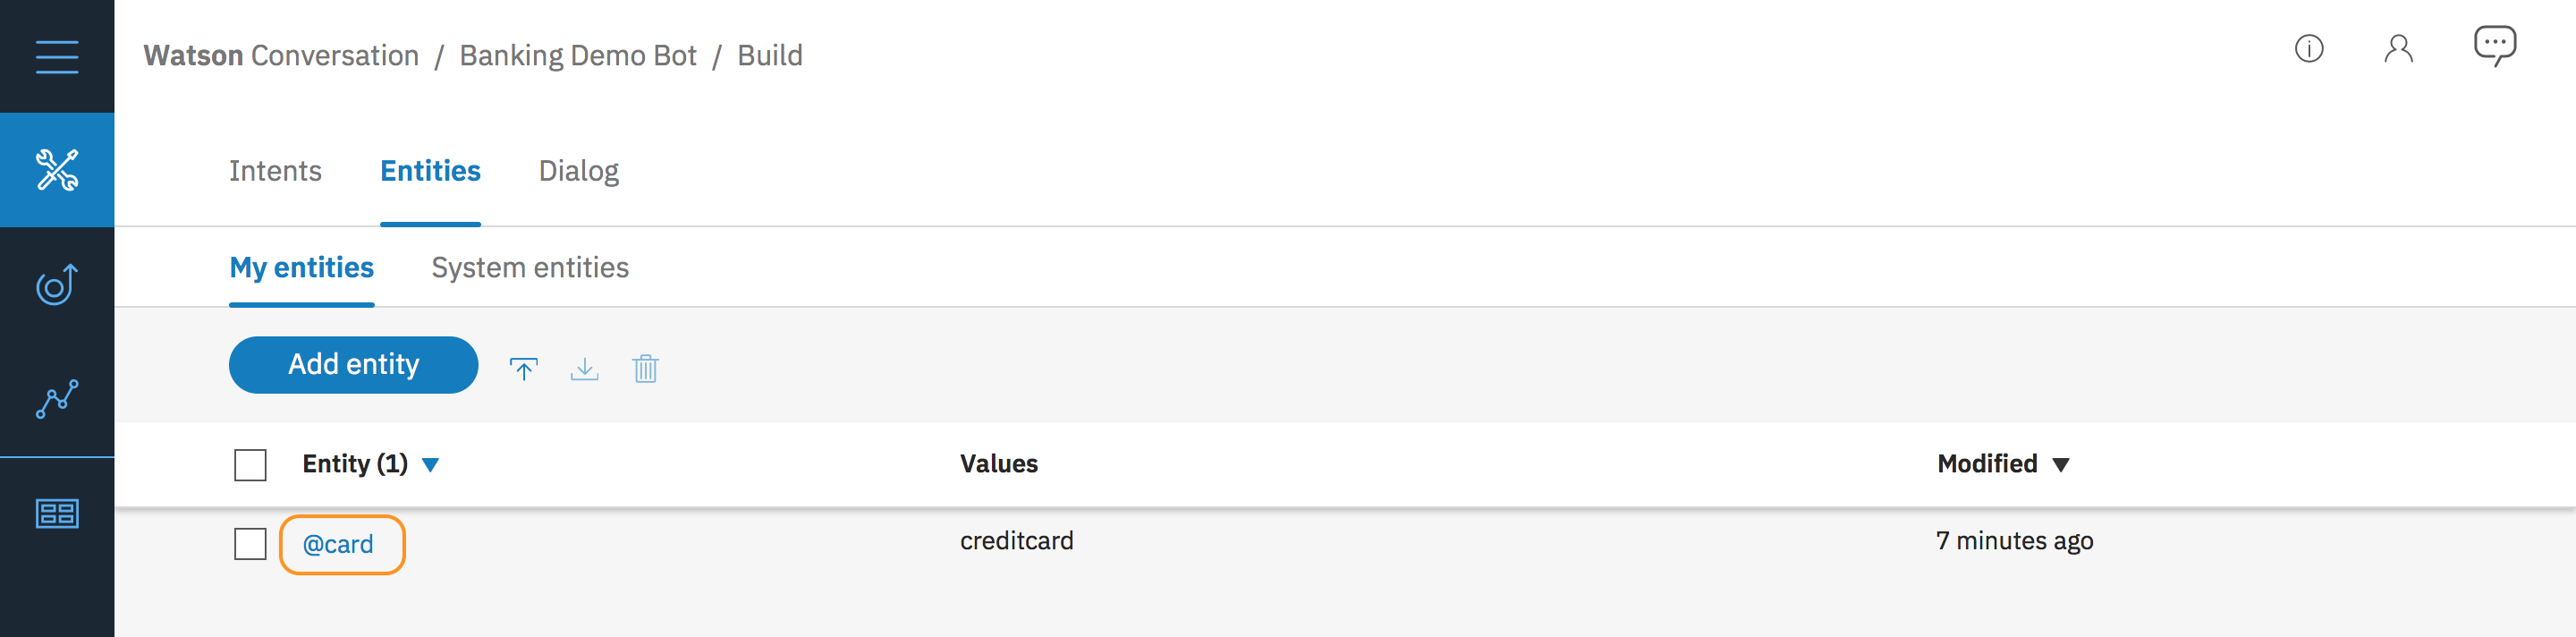 Watson Conversation / Banking Demo Bot / Build
Intents Entities Dialog
My entities System entities
Add entity
Entity (1) Values Modified
@card creditcard 7 minutes ago